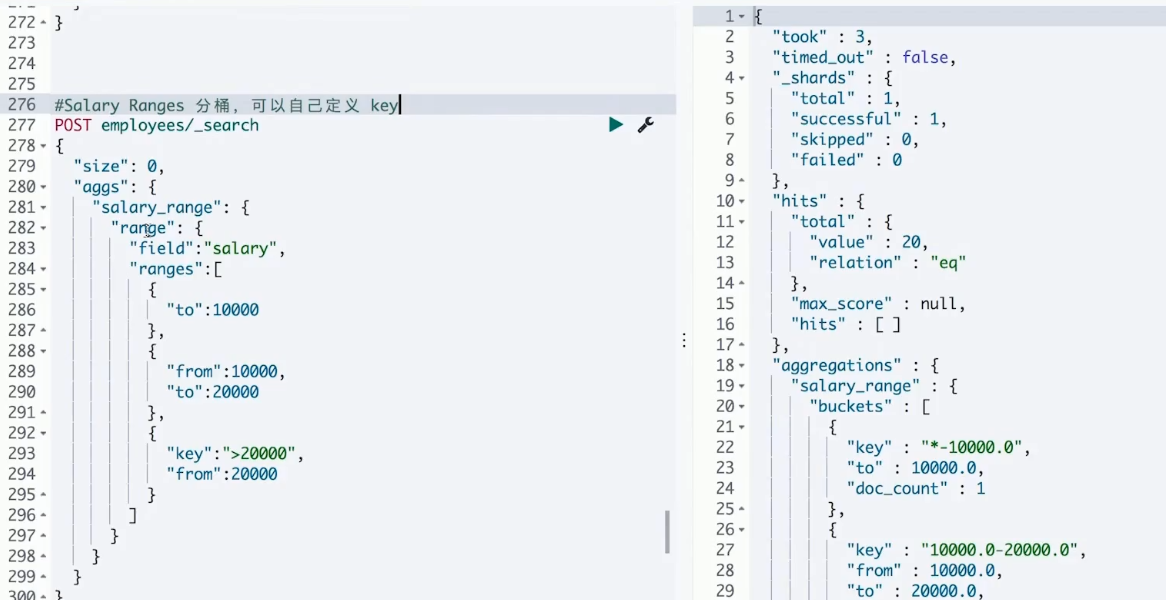 272 }
273
274
275
276 #Salary Ranges 分桶，可以自己定义 key
277 POST employees/_search
278 {
279 "size": 0,
280 "aggs": {
281 "salary_range": {
282 "range": {
283 "field":"salary",
284 "ranges":[
285 {
286 "to":10000
287 },
288 {
289 "from":10000,
290 "to":20000
291 },
292 {
293 "key":">20000",
294 "from":20000
295 }
296 ]
297 }
298 }
299 }
300 }
1 {
2 "took" : 3,
3 "timed_out" : false,
4 "_shards" : {
5 "total" : 1,
6 "successful" : 1,
7 "skipped" : 0,
8 "failed" : 0
9 },
10 "hits" : {
11 "total" : {
12 "value" : 20,
13 "relation" : "eq"
14 },
15 "max_score" : null,
16 "hits" : [ ]
17 },
18 "aggregations" : {
19 "salary_range" : {
20 "buckets" : [
21 {
22 "key" : "*-10000.0",
23 "to" : 10000.0,
24 "doc_count" : 1
25 },
26 {
27 "key" : "10000.0-20000.0",
28 "from" : 10000.0,
29 "to" : 20000.0,